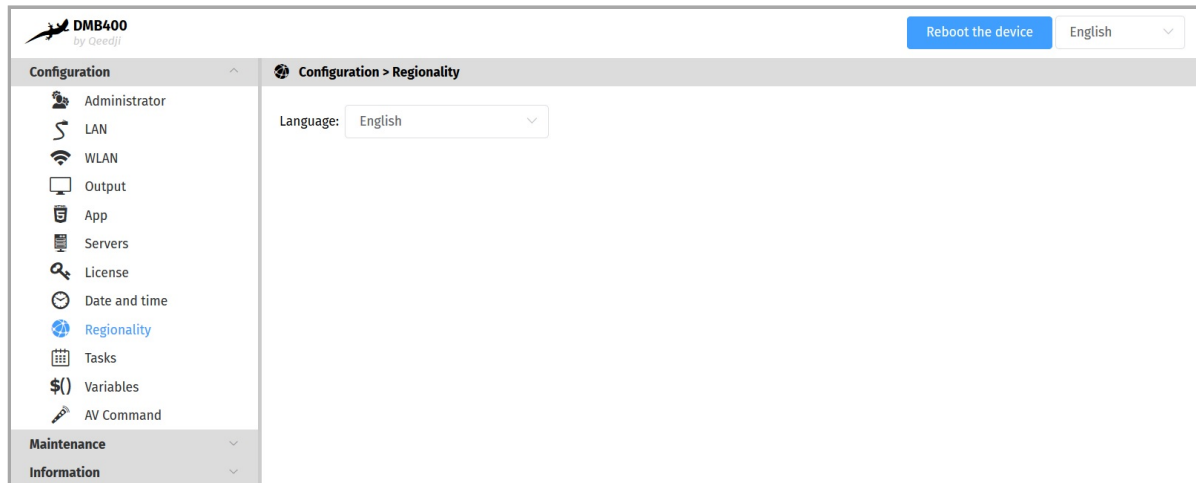 DMB400
by Qeedji
Reboot the device
English
Configuration
Configuration > Regionality
Administrator
LAN
WLAN
Output
App
Servers
License
Date and time
Regionality
Tasks
$() Variables
AV Command
Maintenance
Information
Language: English